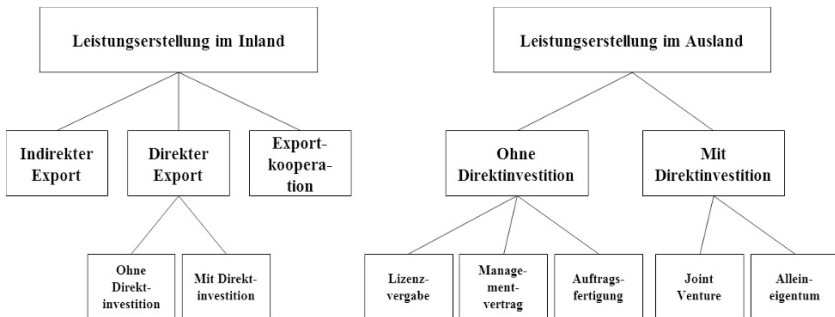 Leistungserstellung im Inland
Leistungserstellung im Ausland
Indirekter
Export
Direkter
Export
Export-
koopera-
tion
Ohne
Direktinvestition
Mit
Direktinvestition
Ohne
Direkt-
investition
Mit Direkt-
investition
Lizenz-
vergabe
Manage-
ment-
vertrag
Auftrags-
fertigung
Joint
Venture
Allein-
eigentum